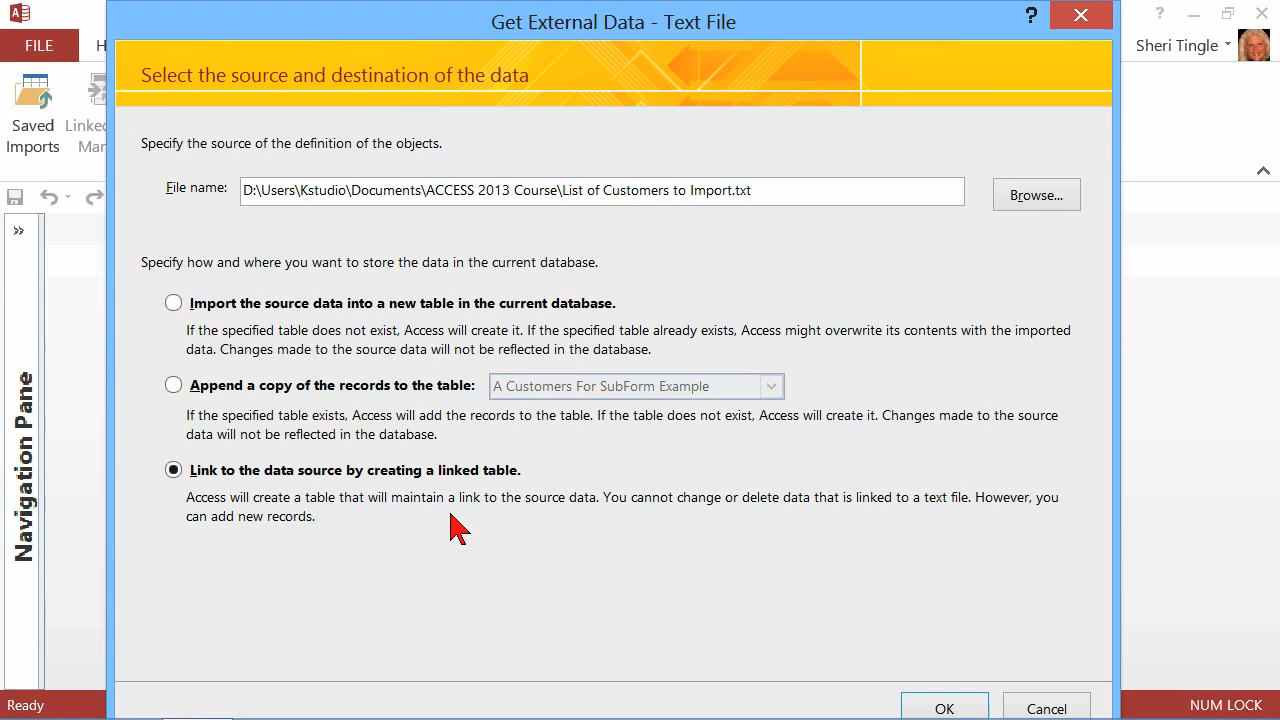 Get External Data - Text File
? 
?
FILE
H
Sheri Tingle
Select the source and destination of the data
Saved
Imports
Linke
Man
Specify the source of the definition of the objects.
File name:
D:\Users\Kstudio\Documents\ACCESS 2013 Course\List of Customers to Import.txt
Browse...
Specify how and where you want to store the data in the current database.
Import the source data into a new table in the current database.
If the specified table does not exist, Access will create it. If the specified table already exists, Access might overwrite its contents with the imported
data. Changes made to the source data will not be reflected in the database.
Append a copy of the records to the table:
A Customers For SubForm Example
If the specified table exists, Access will add the records to the table. If the table does not exist, Access will create it. Changes made to the source
data will not be reflected in the database.
Link to the data source by creating a linked table.
Access will create a table that will maintain a link to the source data. You cannot change or delete data that is linked to a text file. However, you
can add new records.
Navigation Pane
OK
Cancel
Ready
NUM LOCK